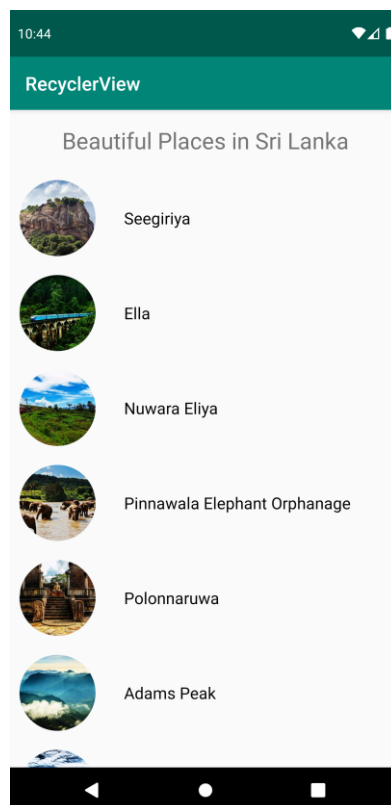 10:44
RecyclerView
Beautiful Places in Sri Lanka
Seegiriya
Ella
Nuwara Eliya
Pinnawala Elephant Orphanage
Polonnaruwa
Adams Peak